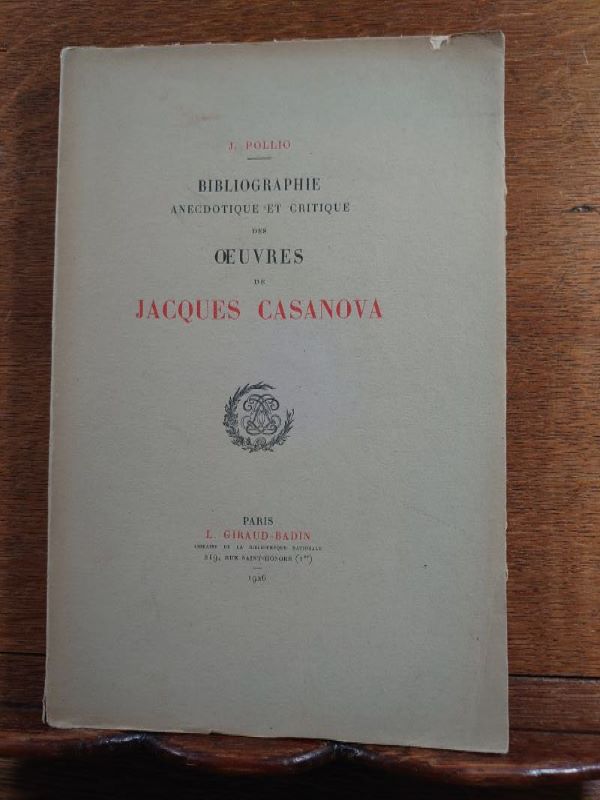 J. POLLIO
BIBLIOGRAPHIE
ANECDOTIQUE ET CRITIQUE
DES
ŒUVRES
DE
JACQUES CASANOVA
PARIS
L. GIRAUD-BADIN
LIBRAIRE DE LA BIBLIOTHÈQUE NATIONALE
219, RUE SAINT-HONORÉ (1er)
1926